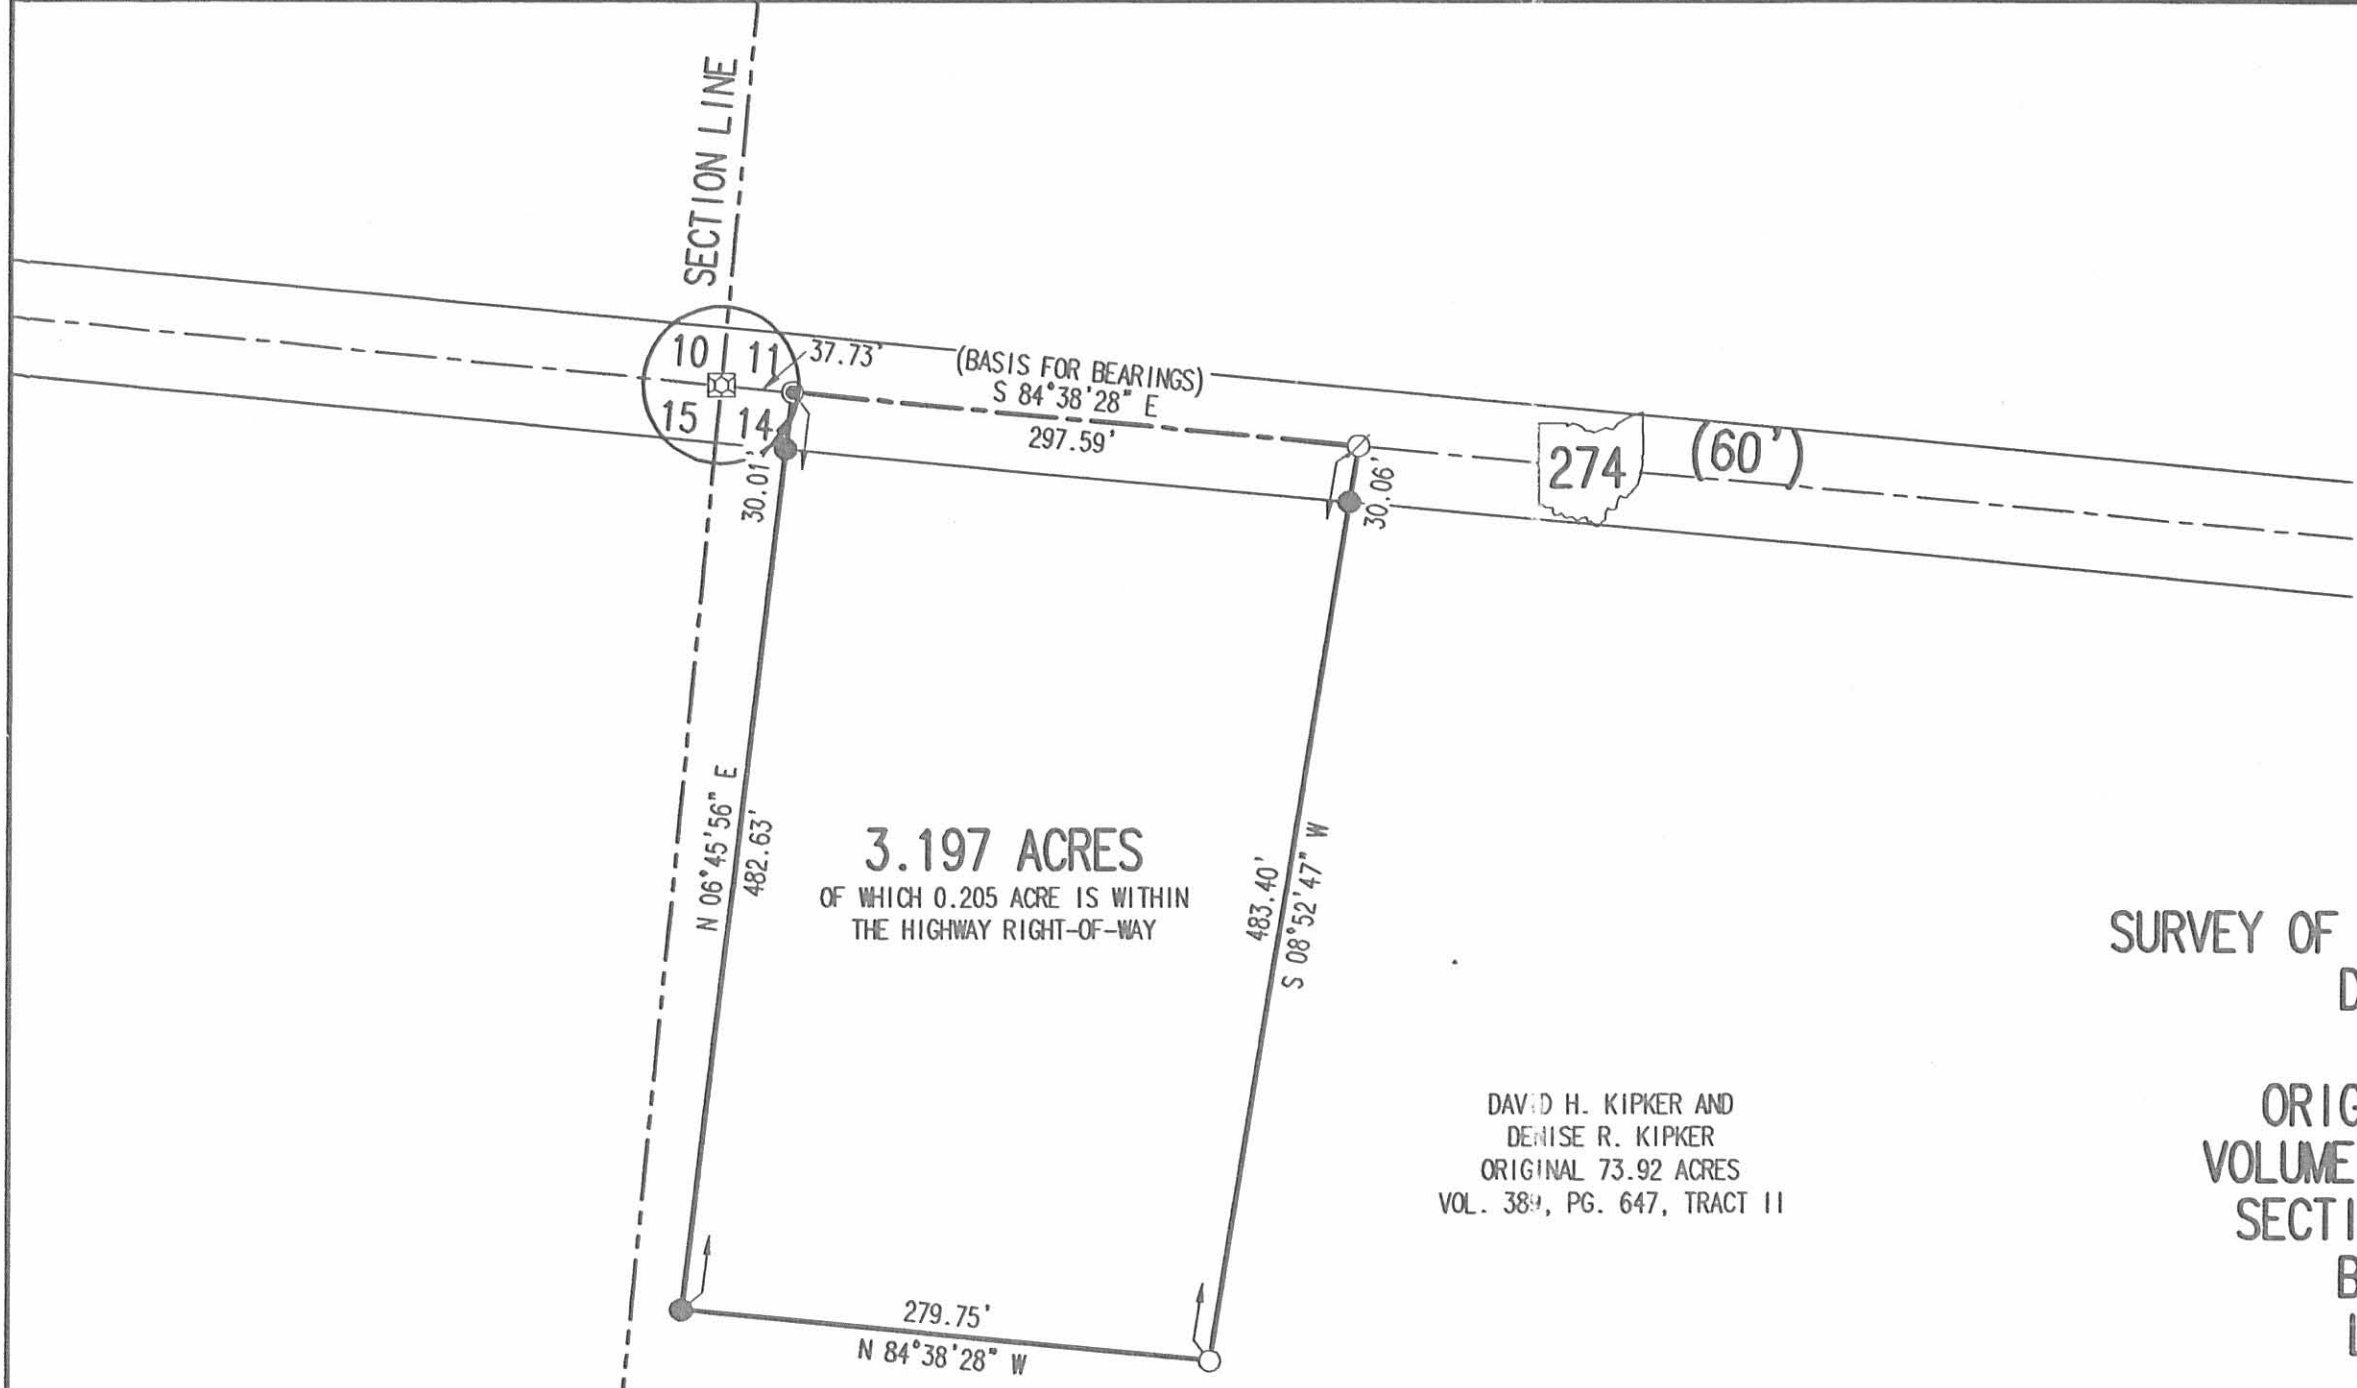 SECTION LINE
10
11
15
14
37.73'
(BASIS FOR BEARINGS)
S 84°38'28" E
297.59'
274
(60')
30.01'
30.06'
N 06°45'56" E
482.63'
3.197 ACRES
OF WHICH 0.205 ACRE IS WITHIN
THE HIGHWAY RIGHT-OF-WAY
483.40'
S 08°52'47" W
279.75'
N 84°38'28" W
DAVID H. KIPKER AND
DENISE R. KIPKER
ORIGINAL 73.92 ACRES
VOL. PG. 647, TRACT II
SURVEY OF
D
ORIG
VOLUME
SECTI
B
L